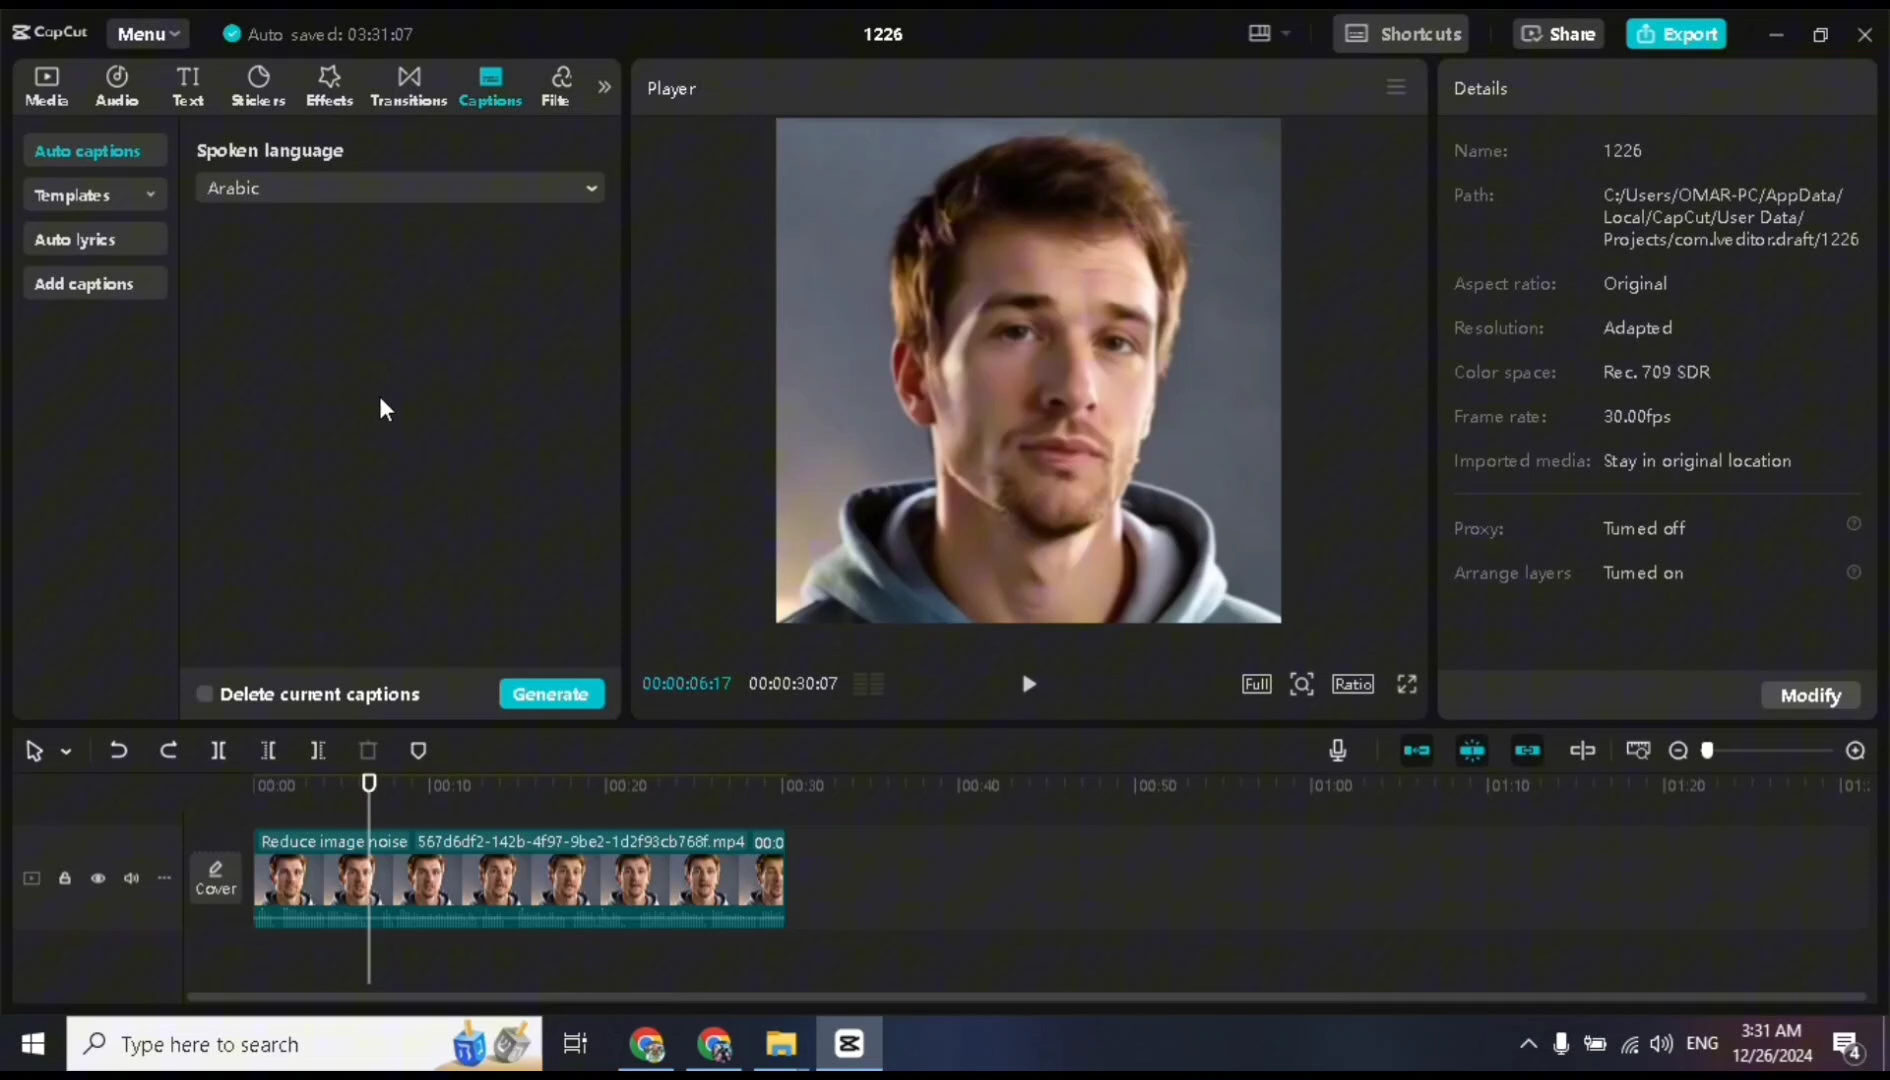 CapCut
Menu
Auto saved: 03:31:07
1226
Shortcuts
Share
Export
Media
Audio
Text
Stickers
Effects
Transitions
Captions
Filte
Player
Details
Auto captions
Templates
Auto lyrics
Add captions
Spoken language
Arabic
Delete current captions
Generate
00:00:06:17
00:00:30:07
Full
Ratio
Name: 1226
Path: C:/Users/OMAR-PC/AppData/
Local/CapCut/User Data/
Projects/com.lveditor.draft/1226
Aspect ratio: Original
Resolution: Adapted
Color space: Rec. 709 SDR
Frame rate: 30.00fps
Imported media: Stay in original location
Proxy: Turned off
Arrange layers Turned on
Modify
00:00
00:10
00:20
00:30
00:40
00:50
01:00
01:10
01:20
01:
Reduce image noise 567d6df2-142b-4f97-9be2-1d2f93cb768f.mp4 00:0
Cover
Type here to search
ENG
3:31 AM
12/26/2024
4